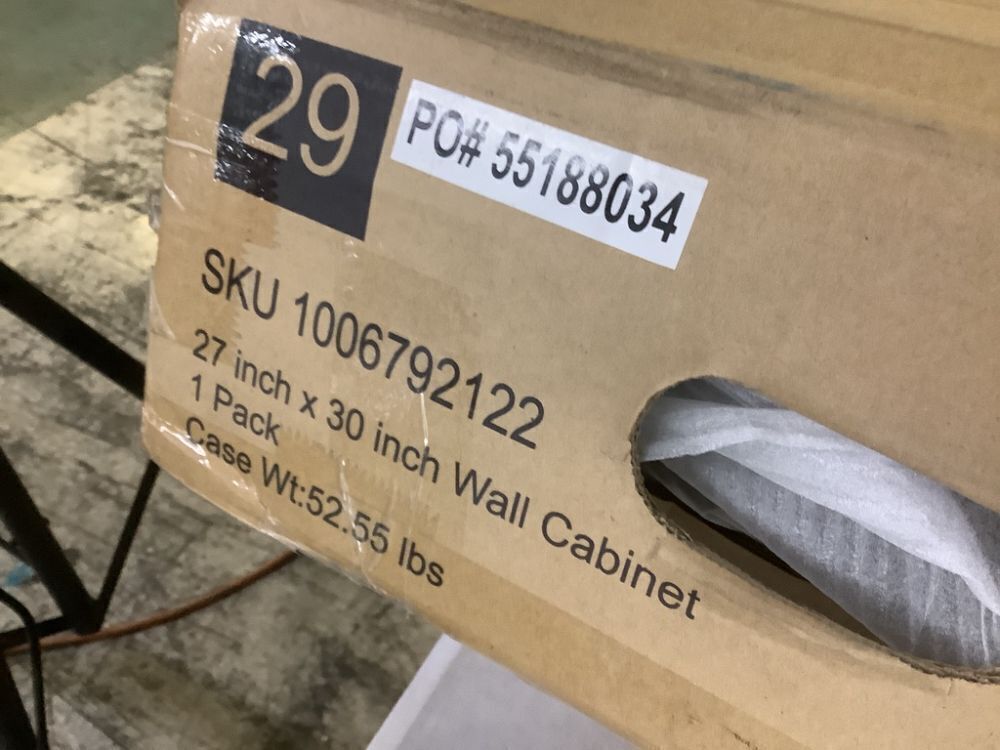 29
PO# 55188034
SKU 1006792122
27 inch x 30 inch Wall Cabinet
1 Pack
Case Wt:52.55 lbs